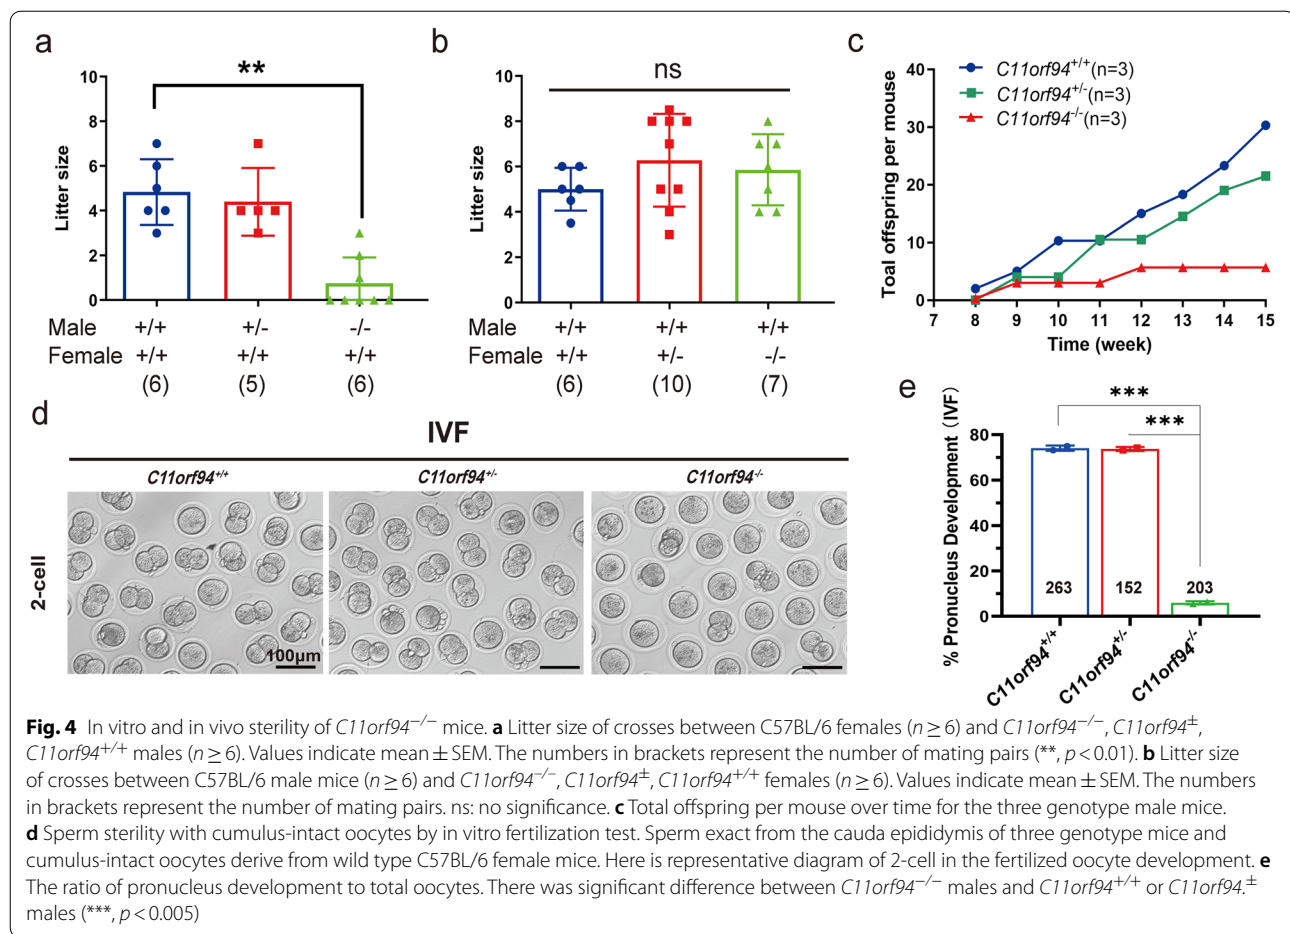 a
**
10
8
6
4
2
0
Litter size
Male +/+ +/- -/-
Female +/+ +/+ +/+
(6) (5) (6)
b
ns
10
8
6
4
2
0
Litter size
Male +/+ +/+ +/+
Female +/+ +/- -/-
(6) (10) (7)
c
C11orf94+/+(n=3)
C11orf94+/-(n=3)
C11orf94-/-(n=3)
40
30
20
10
0
Toal offspring per mouse
7 8 9 10 11 12 13 14 15
Time (week)
d
IVF
C11orf94+/+ C11orf94+/- C11orf94-/-
2-cell
100μm
e
***
***
80
60
40
20
0
% Pronucleus Development (IVF)
263 152 203
C11orf94+/+ C11orf94+/- C11orf94-/-
Fig. 4 In vitro and in vivo sterility of C11orf94−/− mice. a Litter size of crosses between C57BL/6 females (n ≥ 6) and C11orf94−/−, C11orf94±,
C11orf94+/+ males (n ≥ 6). Values indicate mean ± SEM. The numbers in brackets represent the number of mating pairs (**, p < 0.01). b Litter size
of crosses between C57BL/6 male mice (n ≥ 6) and C11orf94−/−, C11orf94±, C11orf94+/+ females (n ≥ 6). Values indicate mean ± SEM. The numbers
in brackets represent the number of mating pairs. ns: no significance. c Total offspring per mouse over time for the three genotype male mice.
d Sperm sterility with cumulus-intact oocytes by in vitro fertilization test. Sperm exact from the cauda epididymis of three genotype mice and
cumulus-intact oocytes derive from wild type C57BL/6 female mice. Here is representative diagram of 2-cell in the fertilized oocyte development. e
The ratio of pronucleus development to total oocytes. There was significant difference between C11orf94−/− males and C11orf94+/+ or C11orf94.±
males (***, p < 0.005)